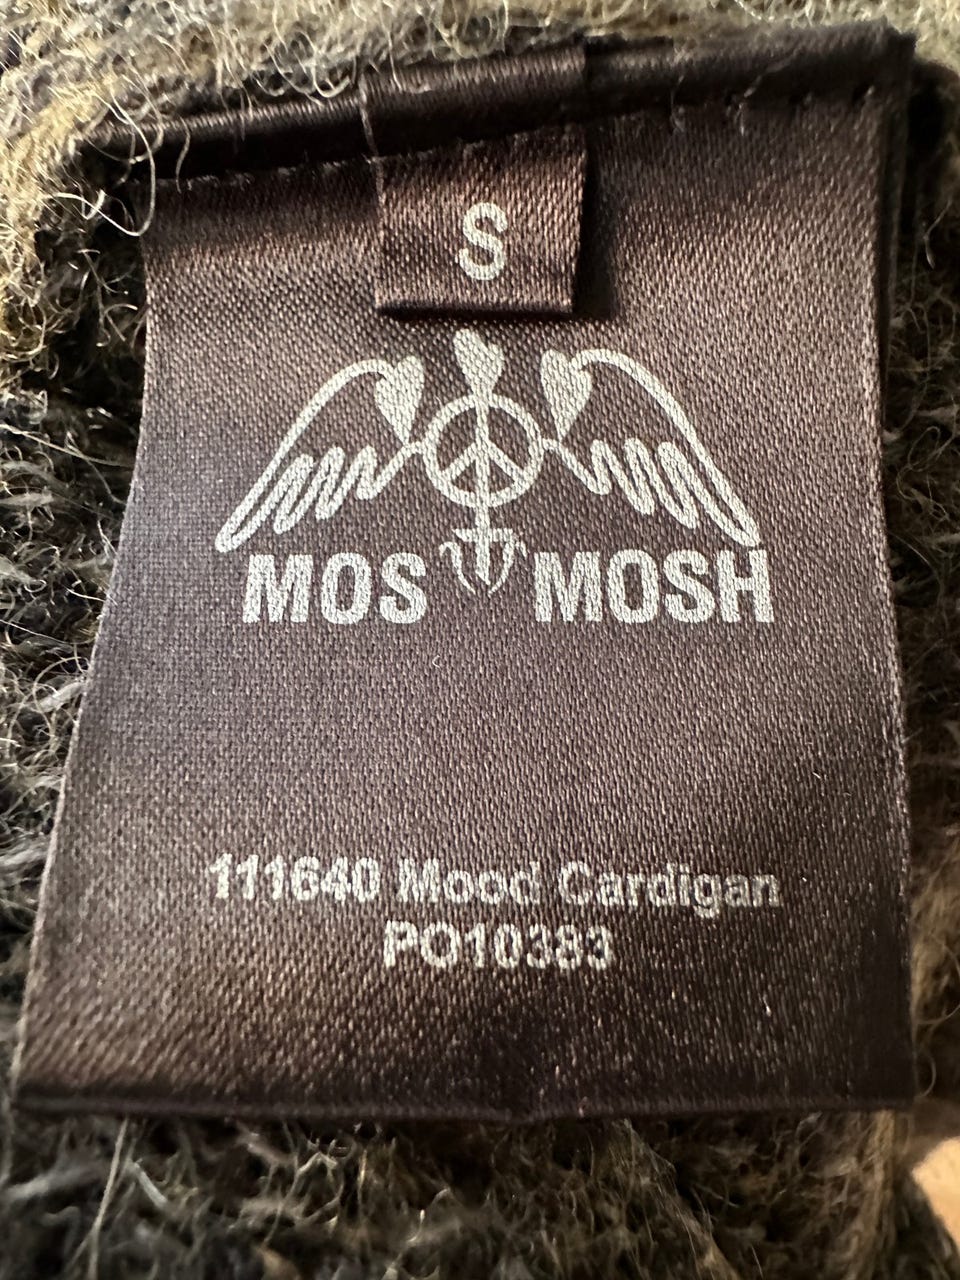 S
MOS MOSH
111640 Mood Cardigan
PO10383